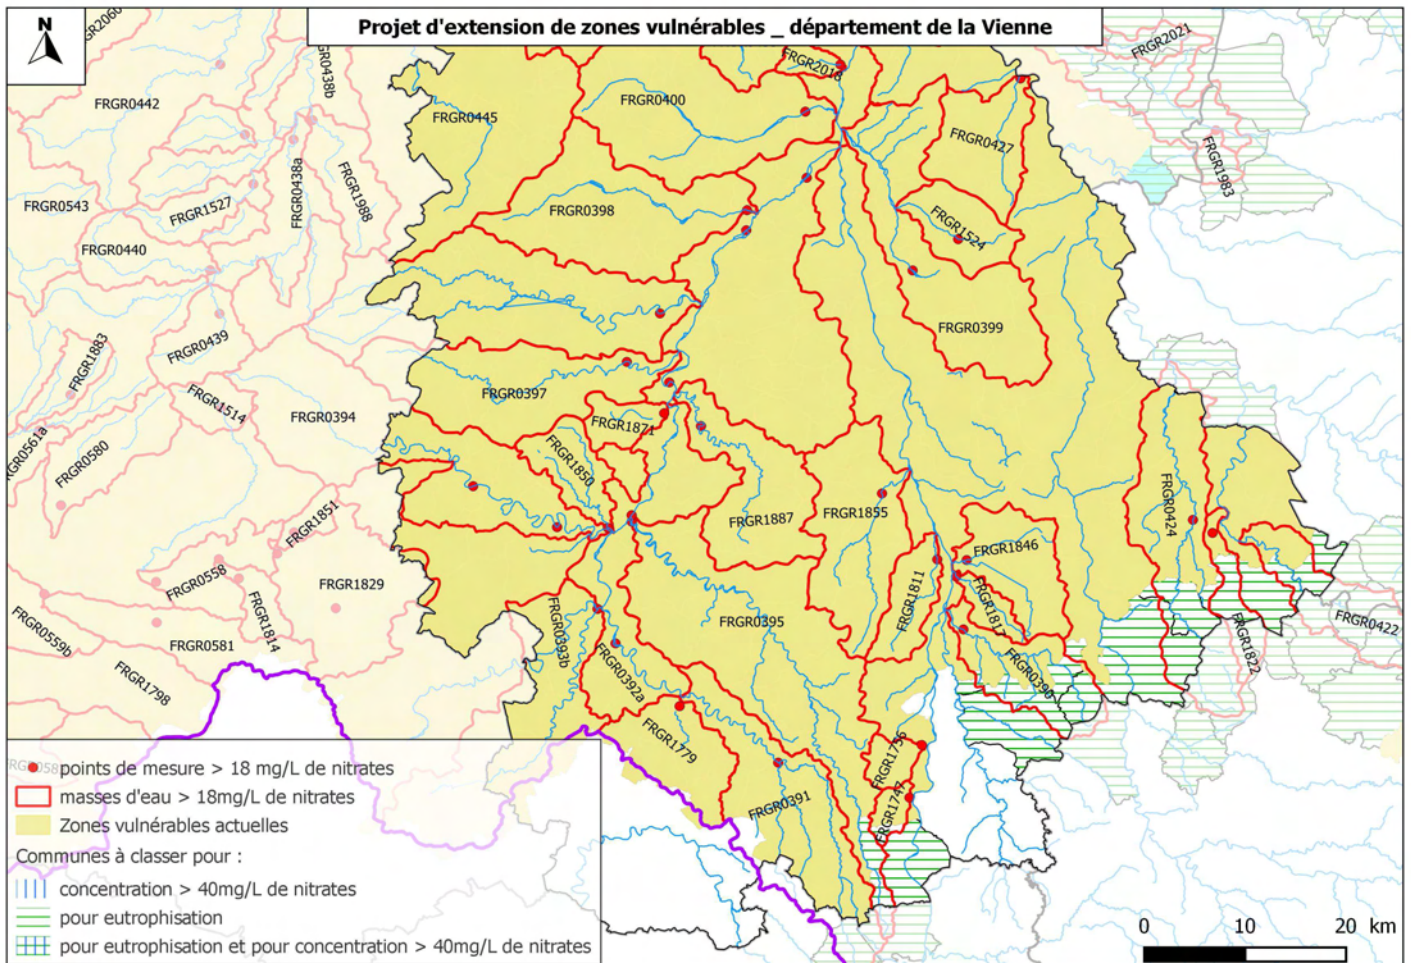 N
Projet d'extension de zones vulnérables _ département de la Vienne
FRGR2021
FRGR0438b
FRGR2018
FRGR0442
FRGR0400
FRGR0445
FRGR0427
FRGR1983
FRGR0438a
FRGR1988
FRGR0543
FRGR1527
FRGR0398
FRGR1524
FRGR0440
FRGR0399
FRGR0439
FRGR1883
FRGR0397
FRGR1514
FRGR0394
FRGR1871
FRGR0561a
FRGR0580
FRGR1850
FRGR1851
FRGR1887
FRGR1855
FRGR0424
FRGR1846
FRGR0558
FRGR1829
FRGR1811
FRGR1817
FRGR0395
FRGR0422
FRGR0559b
FRGR1814
FRGR0581
FRGR0393b
FRGR1822
FRGR1798
FRGR0392a
FRGR0390
FRGR1779
FRGR1756
FRGR0391
FRGR1747
points de mesure > 18 mg/L de nitrates
masses d'eau > 18mg/L de nitrates
Zones vulnérables actuelles
Communes à classer pour :
concentration > 40mg/L de nitrates
pour eutrophisation
pour eutrophisation et pour concentration > 40mg/L de nitrates
0 10 20 km